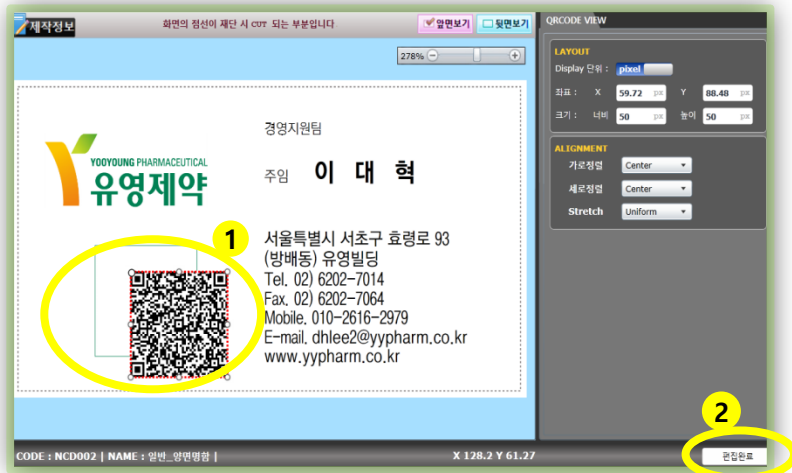 제작정보
화면의 점선이 재단 시 CUT 되는 부분입니다.
앞면보기
뒷면보기
278%
YOOYOUNG PHARMACEUTICAL
유영제약
경영지원팀
주임 이 대 혁
서울특별시 서초구 효령로 93
(방배동) 유영빌딩
Tel. 02) 6202-7014
Fax. 02) 6202-7064
Mobile. 010-2616-2979
E-mail. dhlee2@yypharm.co.kr
www.yypharm.co.kr
1
CODE : NCD002 | NAME : 일반_양면명함 |
X 128.2 Y 61.27
QRCODE VIEW
LAYOUT
Display 단위 : pixel
좌표 : X 59.72 px Y 88.48 px
크기 : 너비 50 px 높이 50 px
ALIGNMENT
가로정렬 Center
세로정렬 Center
Stretch Uniform
2
편집완료